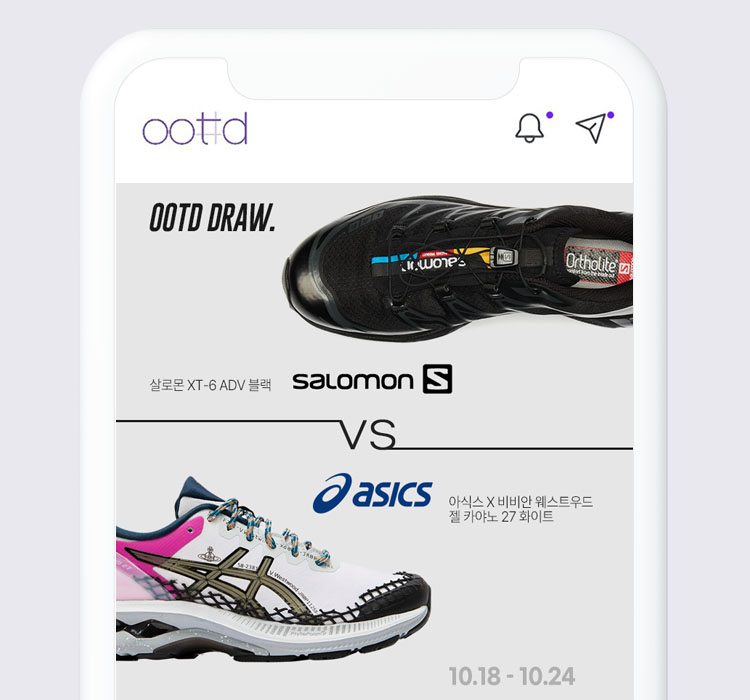 ootd
OOTD DRAW.
salomon
Ortholite
살로몬 XT-6 ADV 블랙
salomon S
VS
asics
아식스 X 비비안 웨스트우드
젤 카야노 27 화이트
V.Westwood
10.18 - 10.24